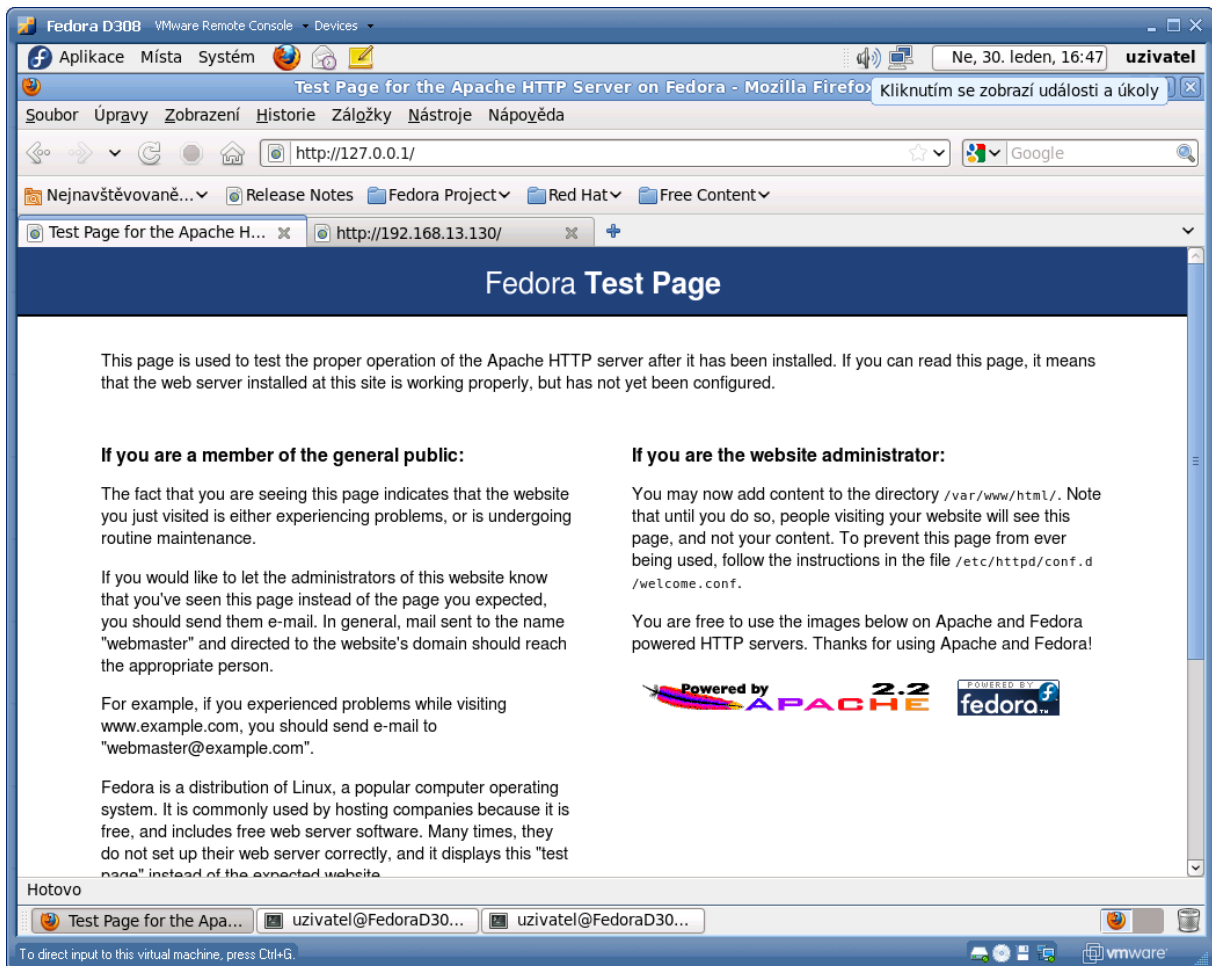 Fedora D308 VMware Remote Console Devices
Aplikace Místa Systém Ne, 30. leden, 16:47 uzivatel
Test Page for the Apache HTTP Server on Fedora - Mozilla Firefox
Kliknutím se zobrazí události a úkoly
Soubor Úpravy Zobrazení Historie Záložky Nástroje Nápověda
http://127.0.0.1/ Google
Nejnavštěvovaně... Release Notes Fedora Project Red Hat Free Content
Test Page for the Apache H... http://192.168.13.130/
Fedora Test Page
This page is used to test the proper operation of the Apache HTTP server after it has been installed. If you can read this page, it means
that the web server installed at this site is working properly, but has not yet been configured.
If you are a member of the general public:
The fact that you are seeing this page indicates that the website
you just visited is either experiencing problems, or is undergoing
routine maintenance.
If you would like to let the administrators of this website know
that you've seen this page instead of the page you expected,
you should send them e-mail. In general, mail sent to the name
"webmaster" and directed to the website's domain should reach
the appropriate person.
For example, if you experienced problems while visiting
www.example.com, you should send e-mail to
"webmaster@example.com".
Fedora is a distribution of Linux, a popular computer operating
system. It is commonly used by hosting companies because it is
free, and includes free web server software. Many times, they
do not set up their web server correctly, and it displays this "test
page" instead of the expected website.
If you are the website administrator:
You may now add content to the directory /var/www/html/. Note
that until you do so, people visiting your website will see this
page, and not your content. To prevent this page from ever
being used, follow the instructions in the file /etc/httpd/conf.d
/welcome.conf.
You are free to use the images below on Apache and Fedora
powered HTTP servers. Thanks for using Apache and Fedora!
Powered by APACHE 2.2
POWERED BY fedora™
Hotovo
Test Page for the Apa... uzivatel@FedoraD30... uzivatel@FedoraD30...
To direct input to this virtual machine, press Ctrl+G. vmware